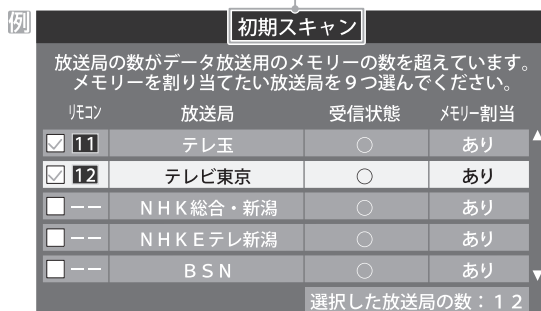 例
初期スキャン
放送局の数がデータ放送用のメモリーの数を超えています。
メモリーを割り当てたい放送局を９つ選んでください。
リモコン 放送局 受信状態 メモリー割当
11 テレ玉 ○ あり
12 テレビ東京 ○ あり
－－ ＮＨＫ総合・新潟 ○ あり
－－ ＮＨＫＥテレ新潟 ○ あり
－－ ＢＳＮ ○ あり
選択した放送局の数：１２